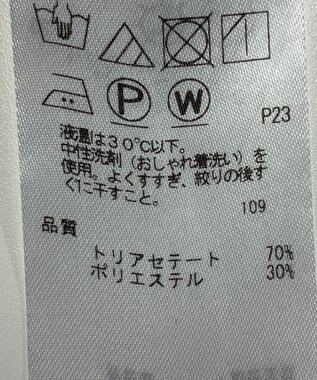 P W P23
液温は30℃以下。
中性洗剤（おしゃれ着洗い）を
使用。よくすすぎ、絞りの後す
ぐに干すこと。
109
品質
トリアセテート 70%
ポリエステル 30%